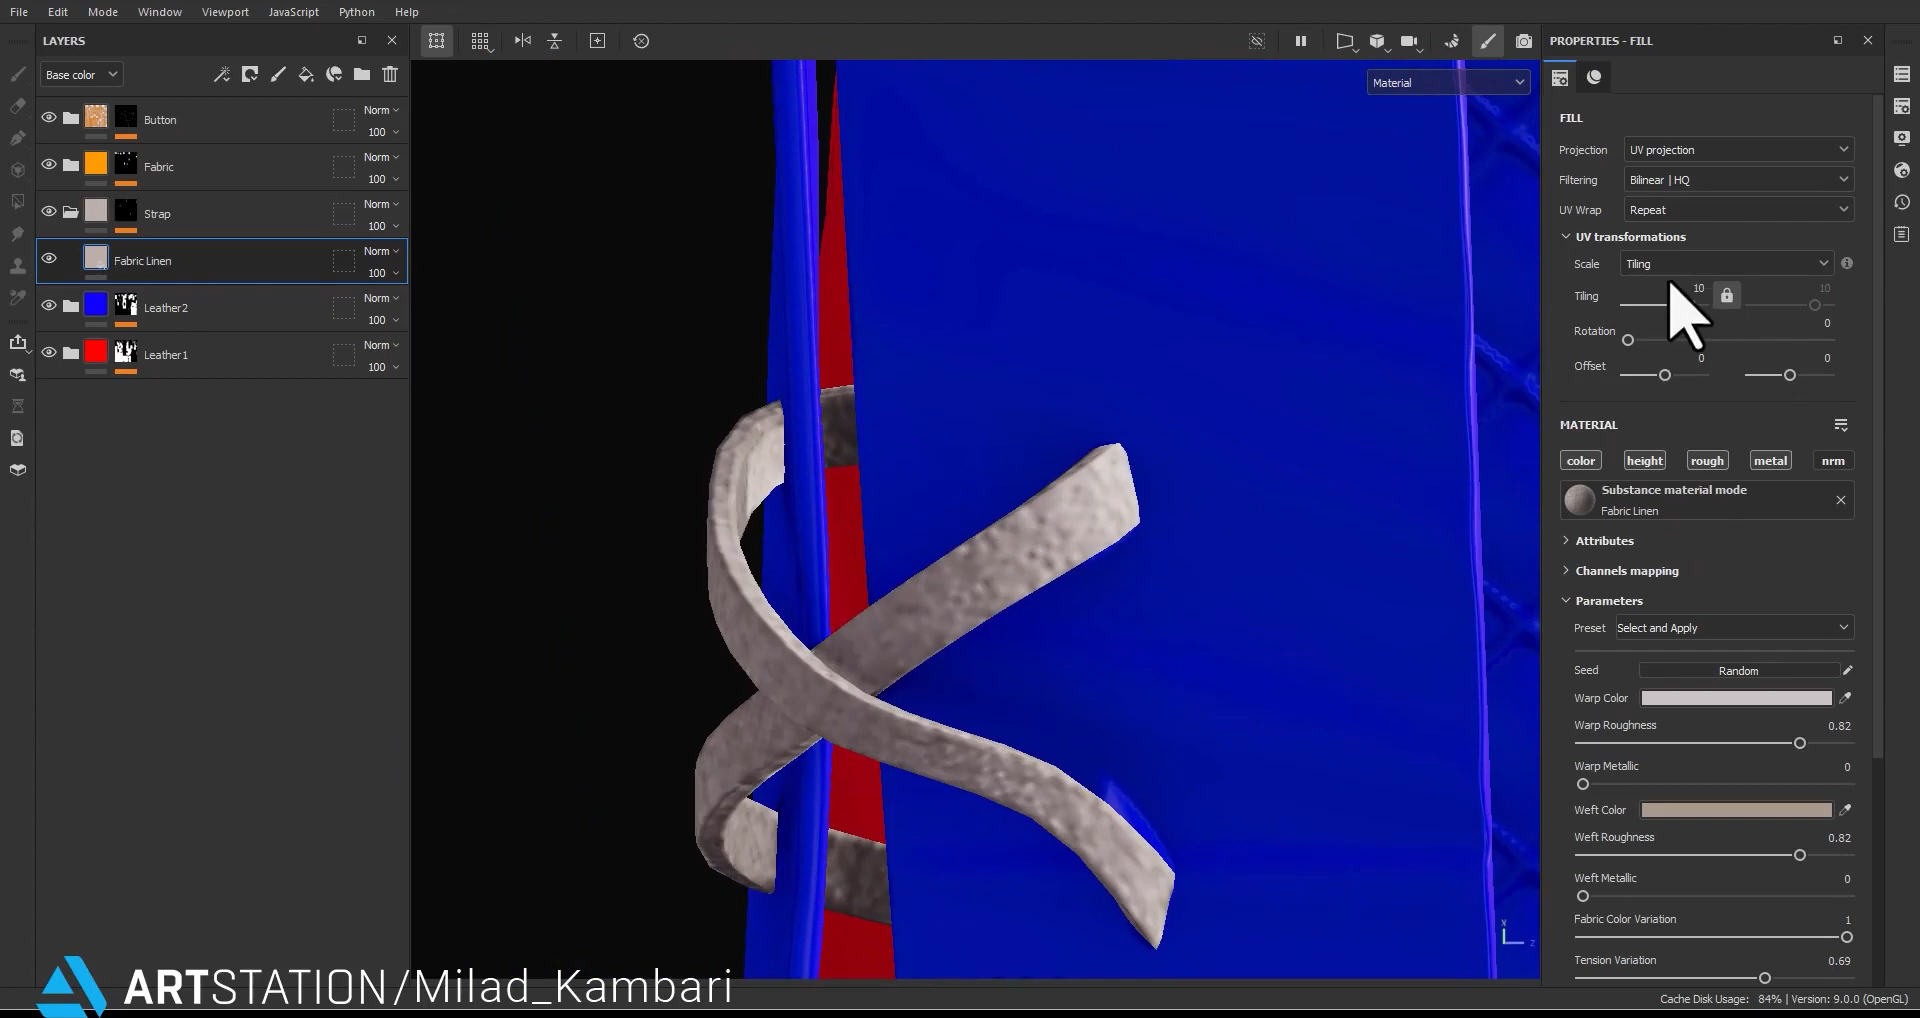 File Edit Mode Window Viewport JavaScript Python Help
LAYERS
Base color
Button Norm 100
Fabric Norm 100
Strap Norm 100
Fabric Linen Norm 100
Leather2 Norm 100
Leather1 Norm 100
Material
X
Z
ARTSTATION/Milad_Kambari
PROPERTIES - FILL
FILL
Projection UV projection
Filtering Bilinear | HQ
UV Wrap Repeat
UV transformations
Scale Tiling
Tiling 10 10
Rotation 0
Offset 0 0
MATERIAL
color height rough metal nrm
Substance material mode
Fabric Linen
Attributes
Channels mapping
Parameters
Preset Select and Apply
Seed Random
Warp Color
Warp Roughness 0.82
Warp Metallic 0
Weft Color
Weft Roughness 0.82
Weft Metallic 0
Fabric Color Variation 1
Tension Variation 0.69
Cache Disk Usage: 84% | Version: 9.0.0 (OpenGL)